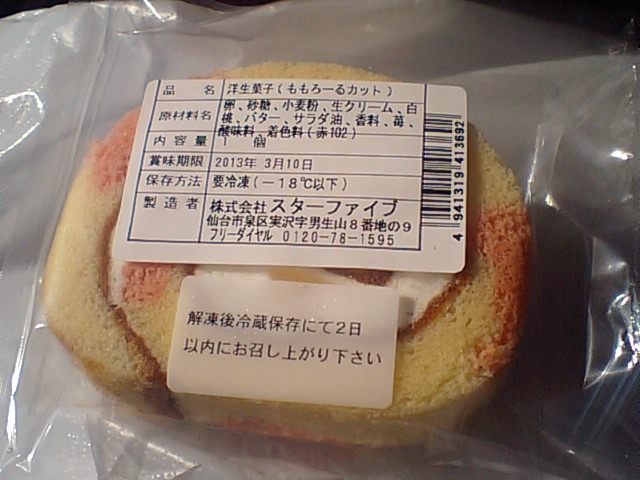 品名 洋生菓子(ももろーるカット)
原材料名 卵、砂糖、小麦粉、生クリーム、白
桃、バター、サラダ油、香料、苺、
酸味料、着色料(赤102)
内容量 1 個
賞味期限 2013年 3月10日
保存方法 要冷凍(-18℃以下)
製造者 株式会社スターファイブ
仙台市泉区実沢字男生山8番地の9
フリーダイヤル 0120-78-1595
4941319413692
解凍後冷蔵保存にて2日
以内にお召し上がり下さい